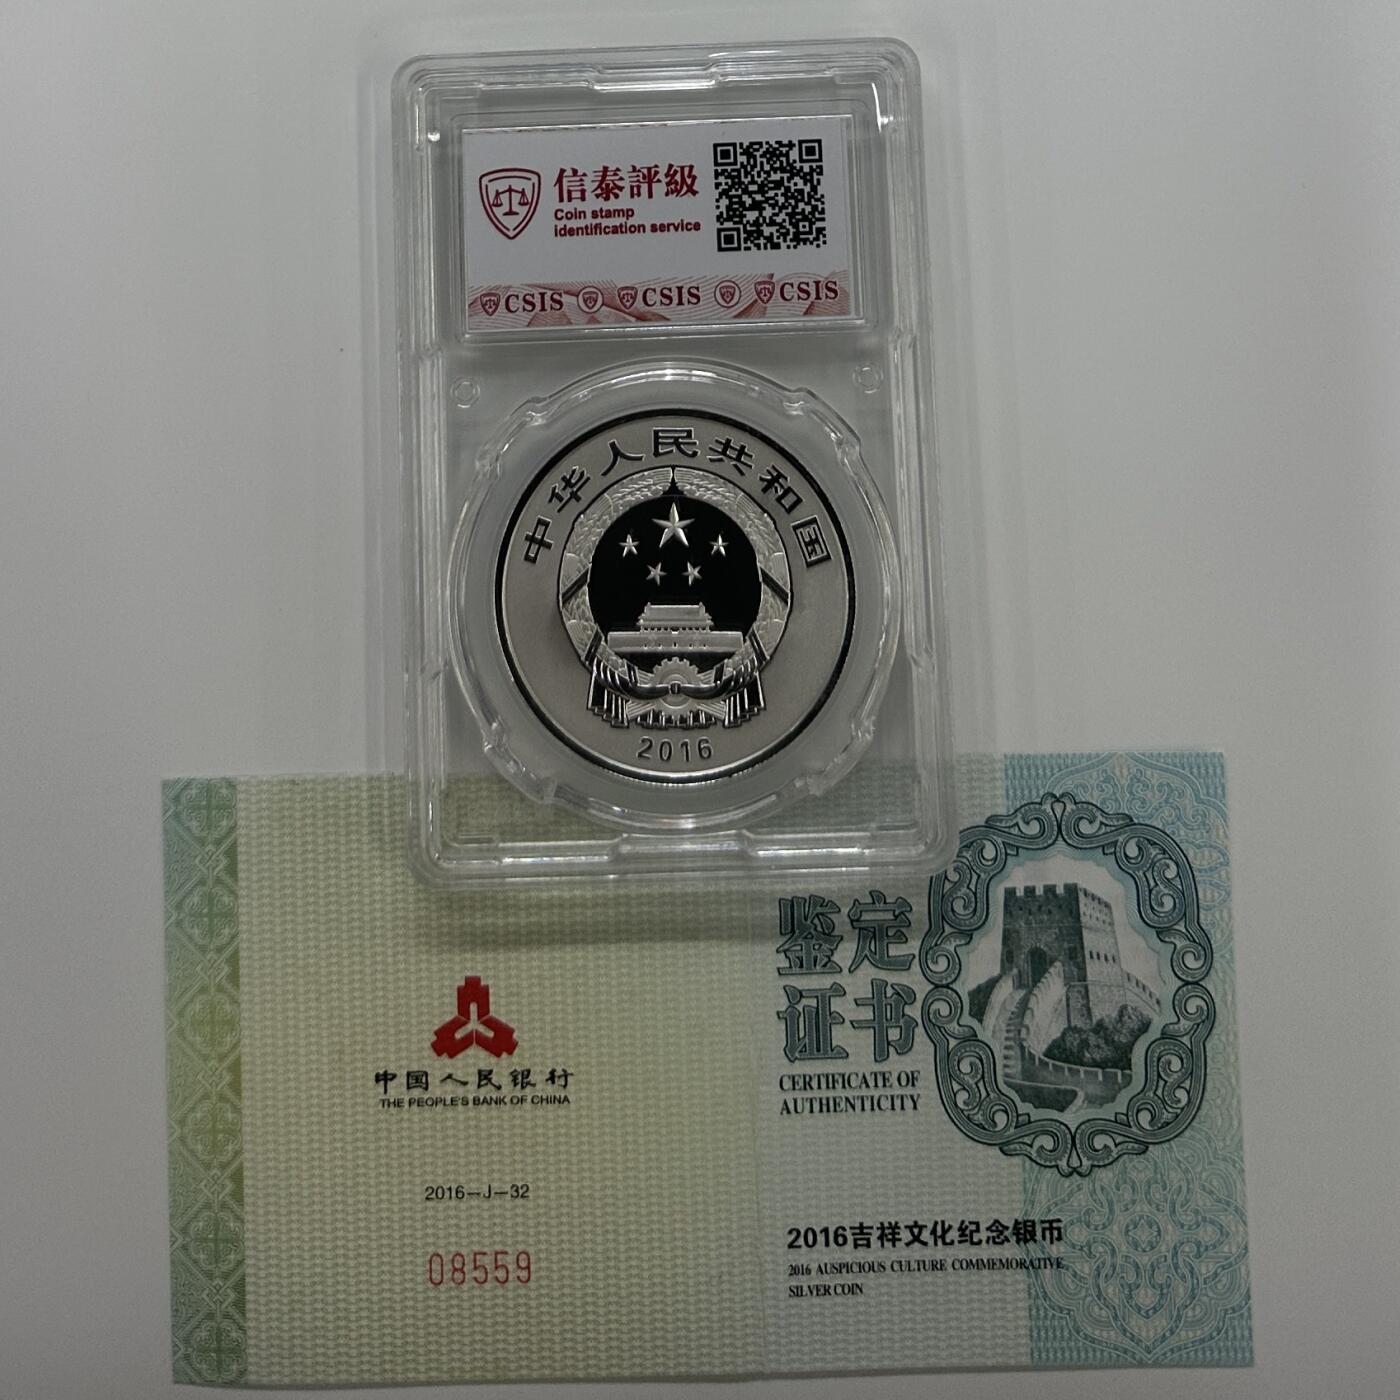 信泰評級
Coin stamp
identification service
CSIS CSIS CSIS
中华人民共和国
2016
中国人民银行
THE PEOPLE'S BANK OF CHINA
2016-J-32
08559
鉴定
证书
CERTIFICATE OF
AUTHENTICITY
2016吉祥文化纪念银币
2016 AUSPICIOUS CULTURE COMMEMORATIVE
SILVER COIN